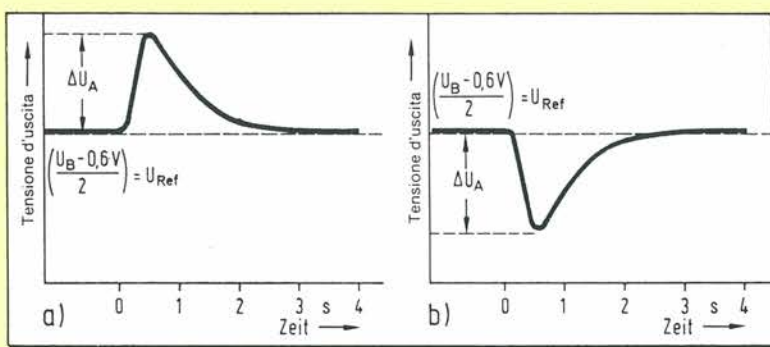 Tensione d'uscita
ΔU_A
(U_B-0,6V / 2) = U_Ref
0 1 2 3 s 4
a) Zeit
Tensione d'uscita
(U_B-0,6V / 2) = U_Ref
ΔU_A
0 1 2 s 4
b) Zeit